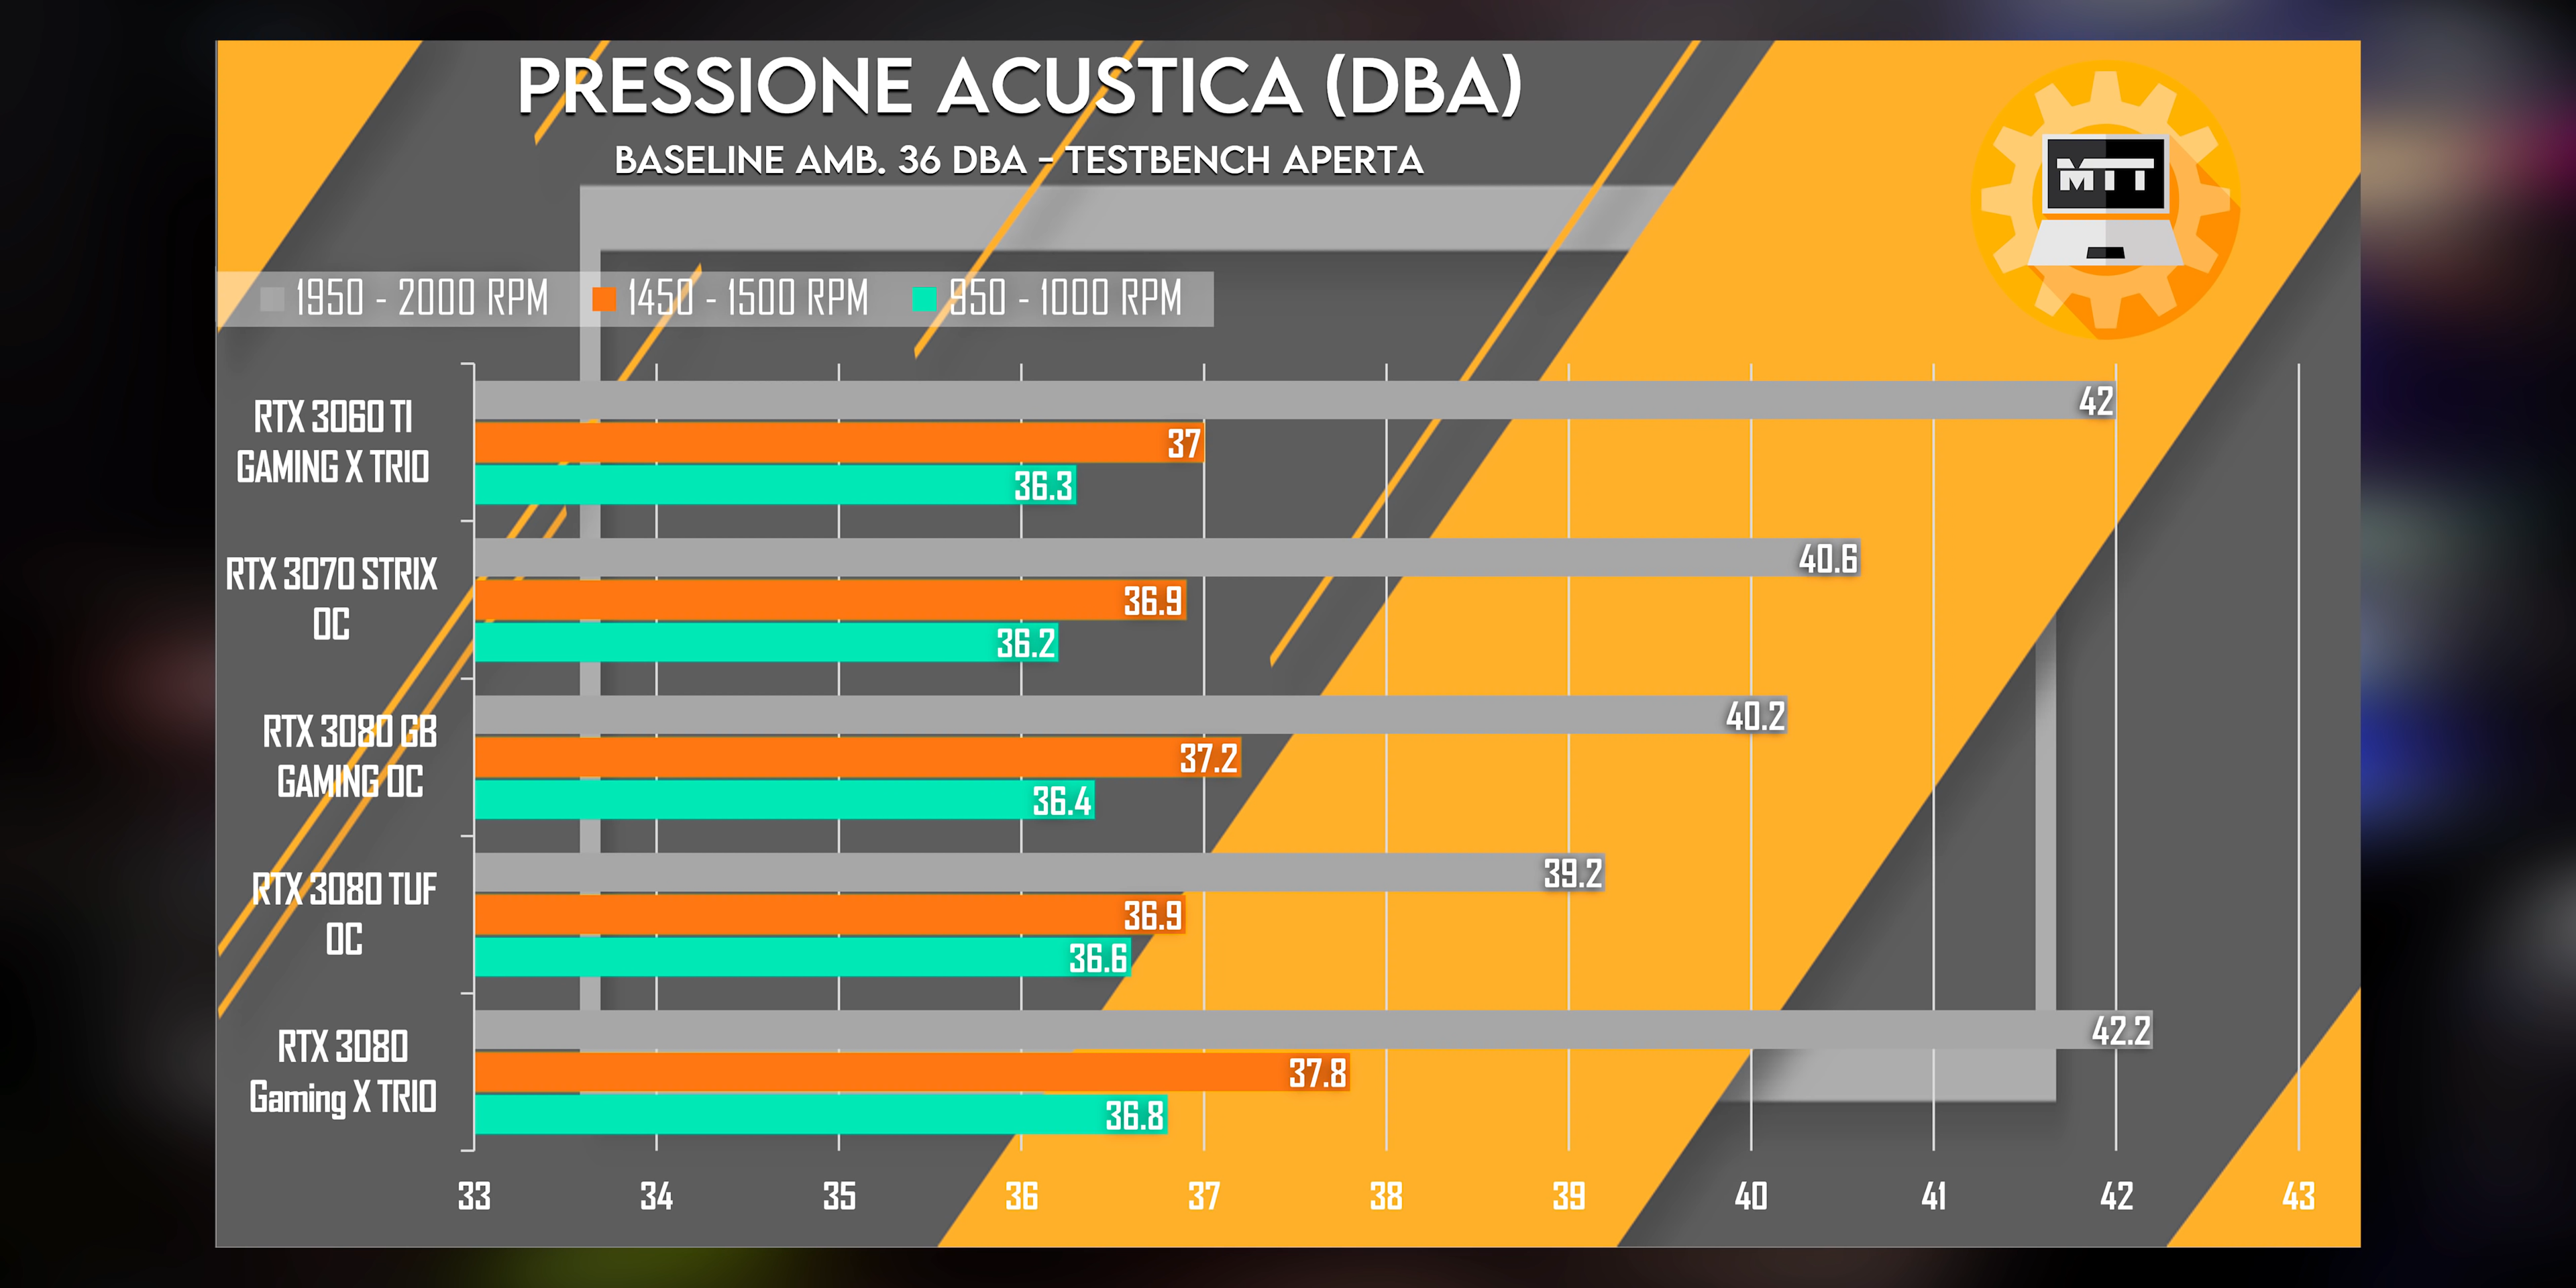 PRESSIONE ACUSTICA (DBA)
BASELINE AMB. 36 DBA - TESTBENCH APERTA
MTT
1950 - 2000 RPM 1450 - 1500 RPM 950 - 1000 RPM
RTX 3060 TI
GAMING X TRIO
42
37
36.3
RTX 3070 STRIX
OC
40.6
36.9
36.2
RTX 3080 GB
GAMING OC
40.2
37.2
36.4
RTX 3080 TUF
OC
39.2
36.9
36.6
RTX 3080
Gaming X TRIO
42.2
37.8
36.8
33 34 35 36 37 38 39 40 41 42 43